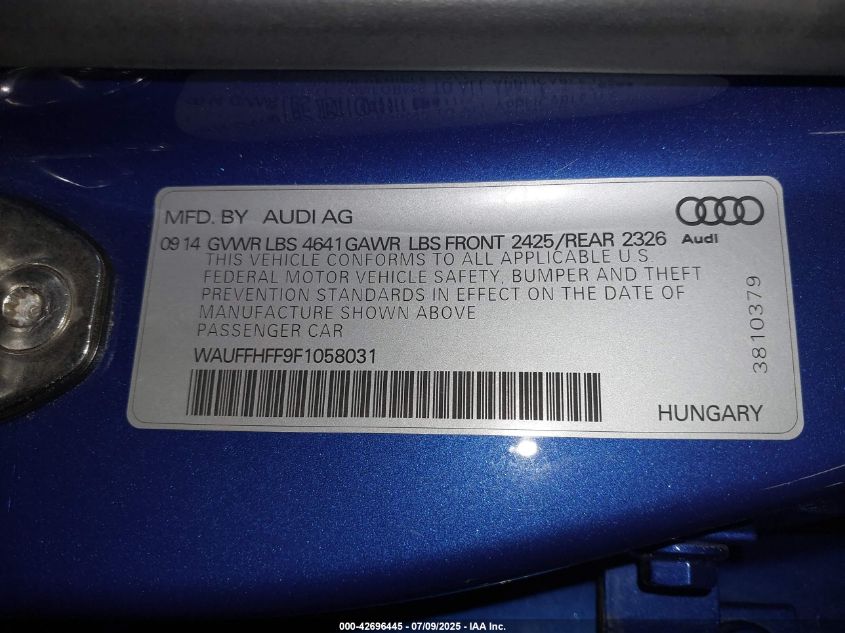 MFD. BY AUDI AG
09 14 GVWR LBS 4641 GAWR LBS FRONT 2425/REAR 2326
Audi
THIS VEHICLE CONFORMS TO ALL APPLICABLE U S
FEDERAL MOTOR VEHICLE SAFETY, BUMPER AND THEFT
PREVENTION STANDARDS IN EFFECT ON THE DATE OF
MANUFACTURE SHOWN ABOVE
PASSENGER CAR
WAUFFHFF9F1058031
3810379
HUNGARY
000-42696445 - 07/09/2025 - IAA Inc.